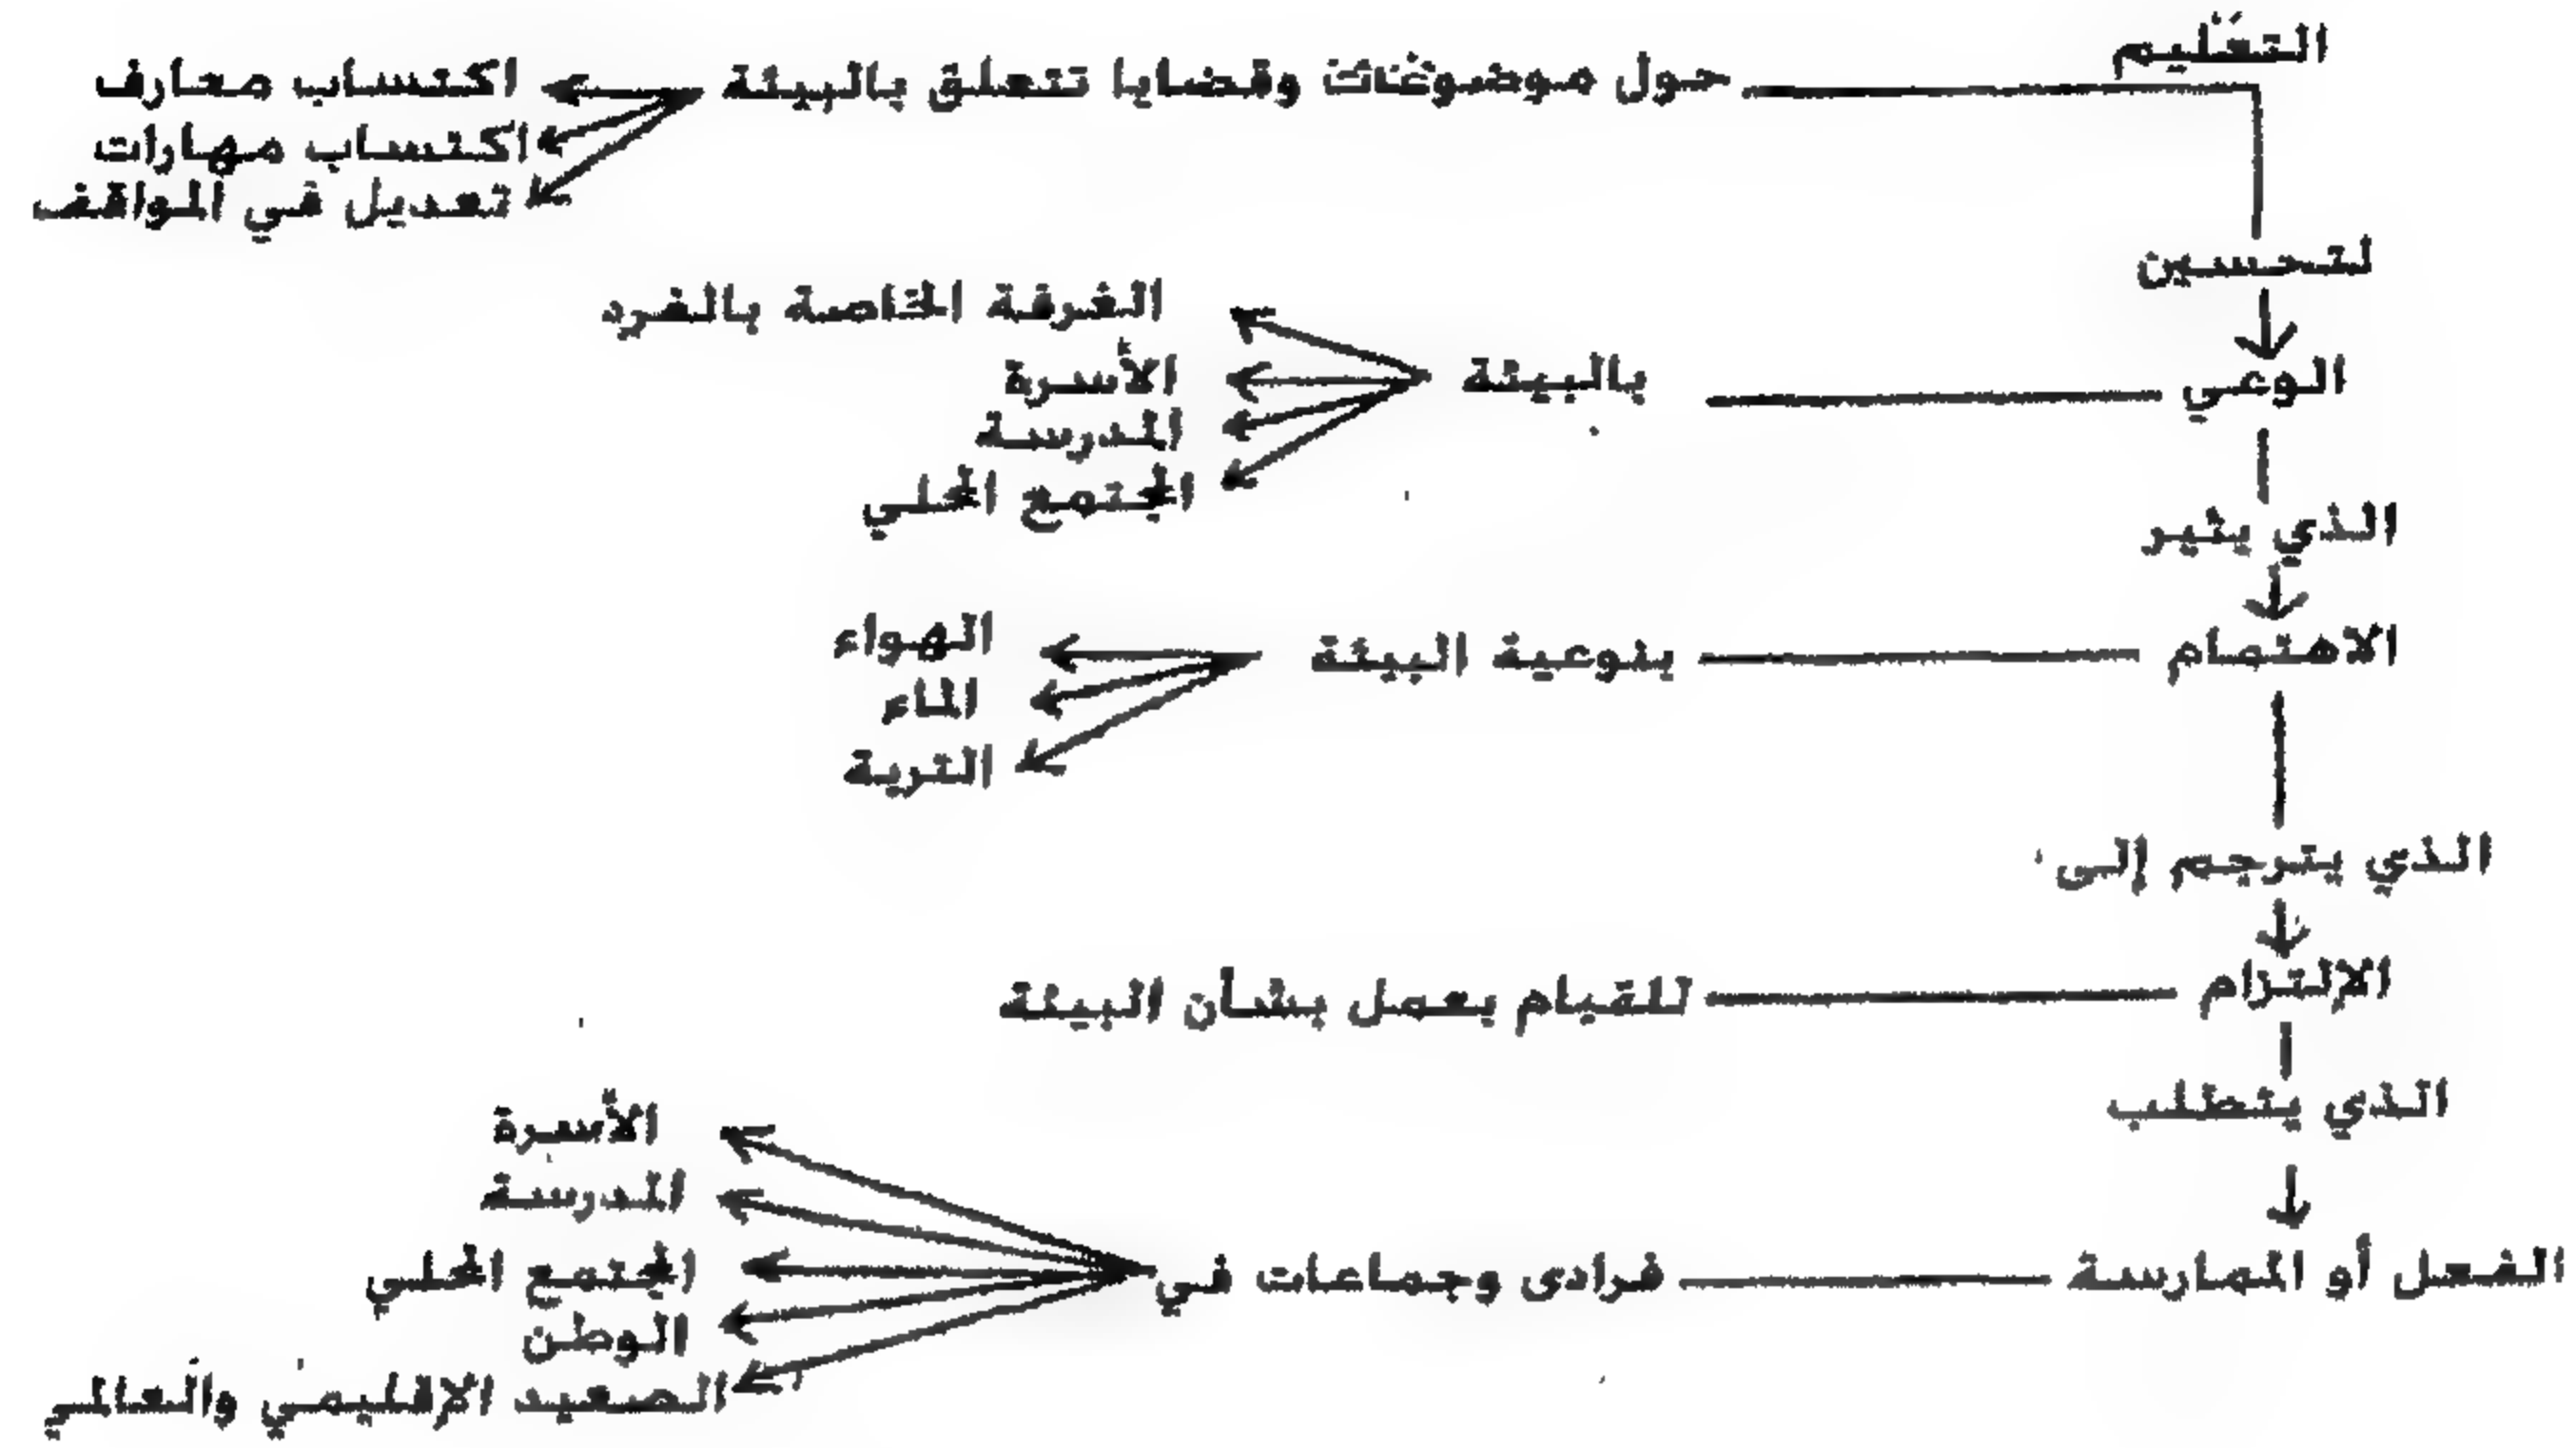 التعليم
حول موضوعات وقضايا تتعلق بالبيئة
اكتساب معارف
اكتساب مهارات
تعديل في المواقف
لتحسين
الوعي
بالبيئة
الغرفة الخاصة بالفرد
الأسرة
المدرسة
المجتمع المحلي
الذي يثير
الاهتمام
بنوعية البيئة
الهواء
الماء
التربة
الذي يترجم إلى
الإلتزام
للقيام بعمل بشأن البيئة
الذي يتطلب
الفعل أو الممارسة
فرادى وجماعات في
الأسرة
المدرسة
المجتمع المحلي
الوطن
الصعيد الإقليمي والعالمي